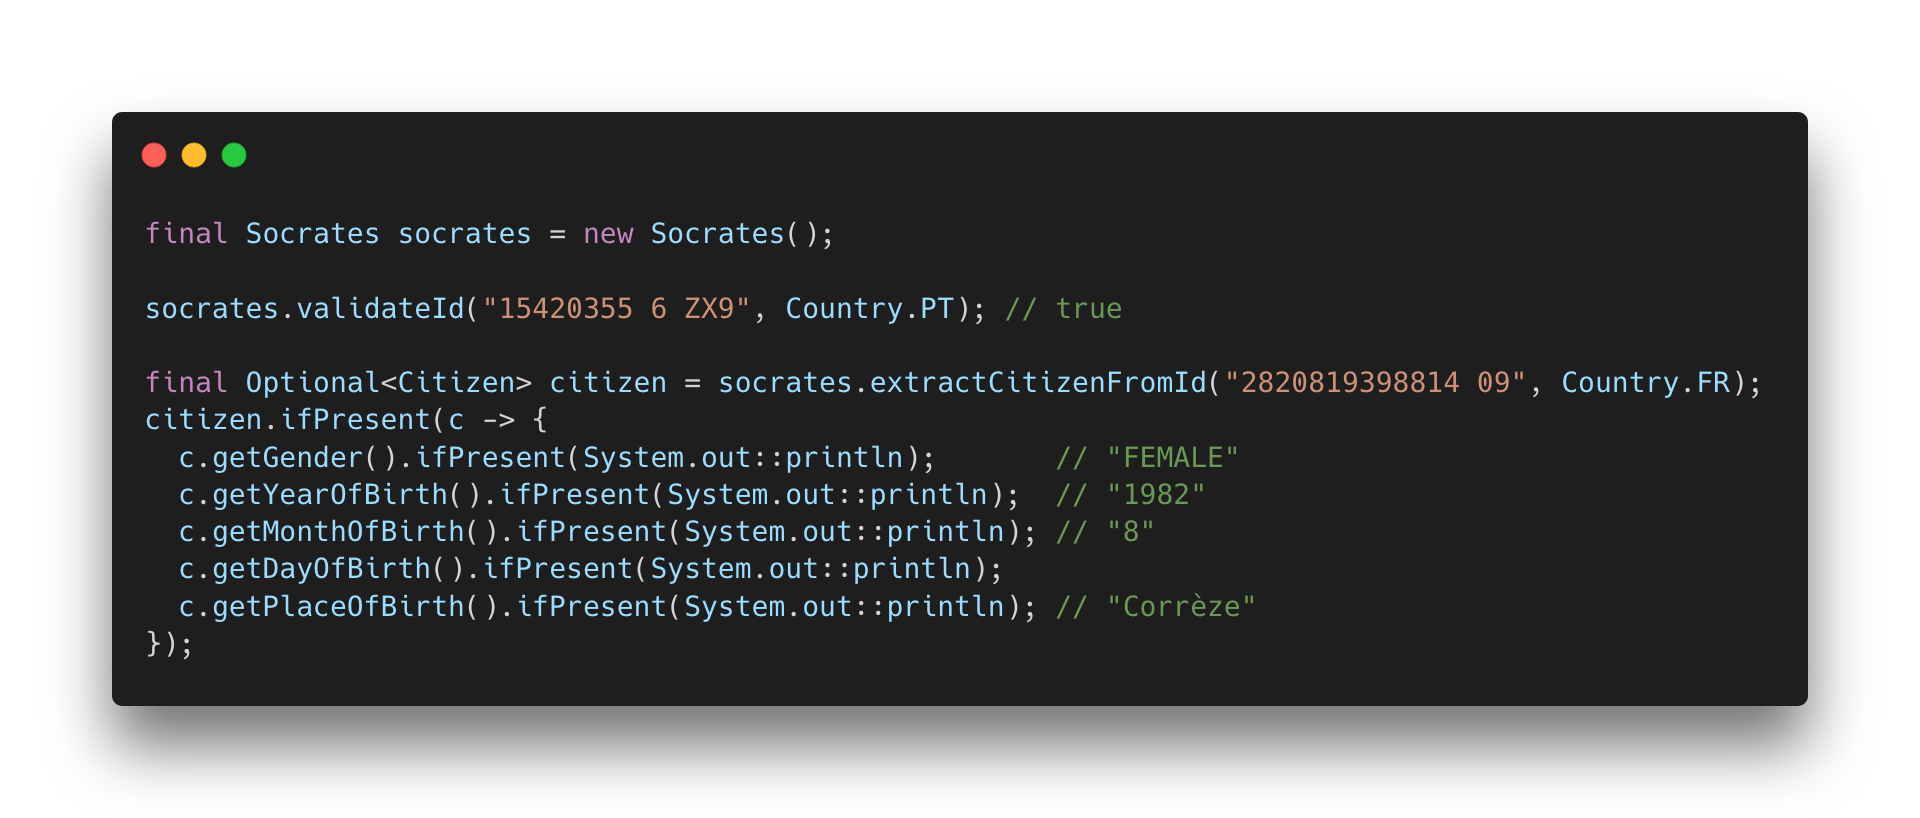 final Socrates socrates = new Socrates();
socrates.validateId("15420355 6 ZX9", Country.PT); // true
final Optional<Citizen> citizen = socrates.extractCitizenFromId("2820819398814 09", Country.FR);
citizen.ifPresent(c -> {
  c.getGender().ifPresent(System.out::println);       // "FEMALE"
  c.getYearOfBirth().ifPresent(System.out::println);  // "1982"
  c.getMonthOfBirth().ifPresent(System.out::println); // "8"
  c.getDayOfBirth().ifPresent(System.out::println);
  c.getPlaceOfBirth().ifPresent(System.out::println); // "Corrèze"
});